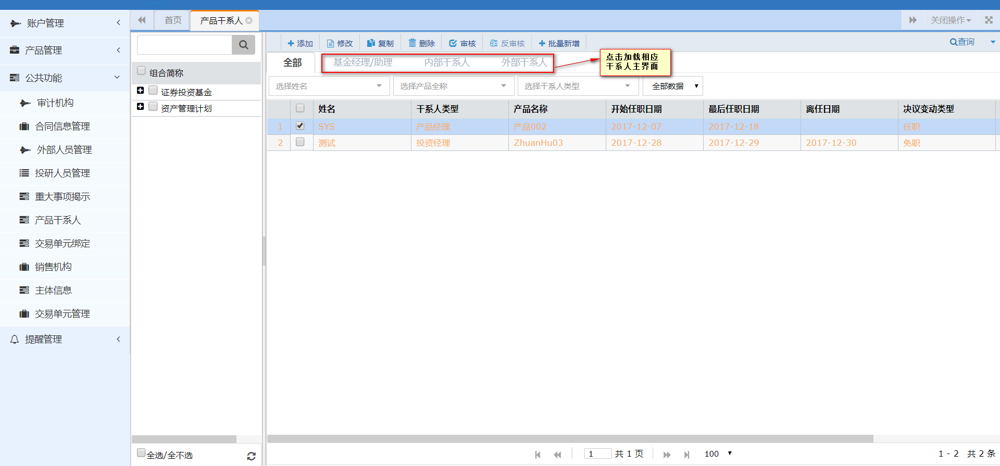 账户管理
产品管理
公共功能
审计机构
合同信息管理
外部人员管理
投研人员管理
重大事项揭示
产品干系人
交易单元绑定
销售机构
主体信息
交易单元管理
提醒管理
首页
产品干系人
关闭操作
组合简称
证券投资基金
资产管理计划
全选/全不选
添加 修改 复制 删除 审核 反审核 批量新增
查询
全部 基金经理/助理 内部干系人 外部干系人
点击加载相应
干系人主界面
选择姓名 选择产品全称 选择干系人类型 全部数据
姓名 干系人类型 产品名称 开始任职日期 最后任职日期 离任日期 决议变动类型
1 SYS 产品经理 产品002 2017-12-07 2017-12-18 任职
2 测试 投资经理 ZhuanHu03 2017-12-28 2017-12-29 2017-12-30 免职
1 共 1 页 100
1 - 2 共 2 条